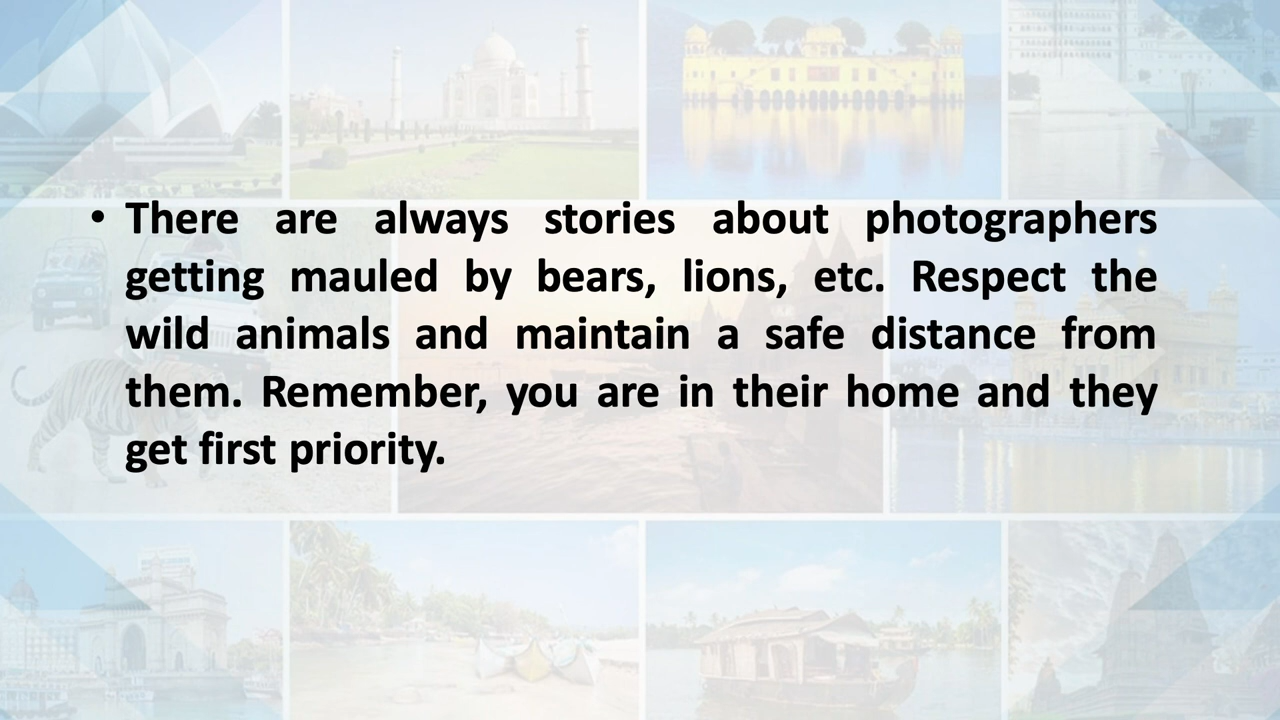 • There are always stories about photographers
getting mauled by bears, lions, etc. Respect the
wild animals and maintain a safe distance from
them. Remember, you are in their home and they
get first priority.